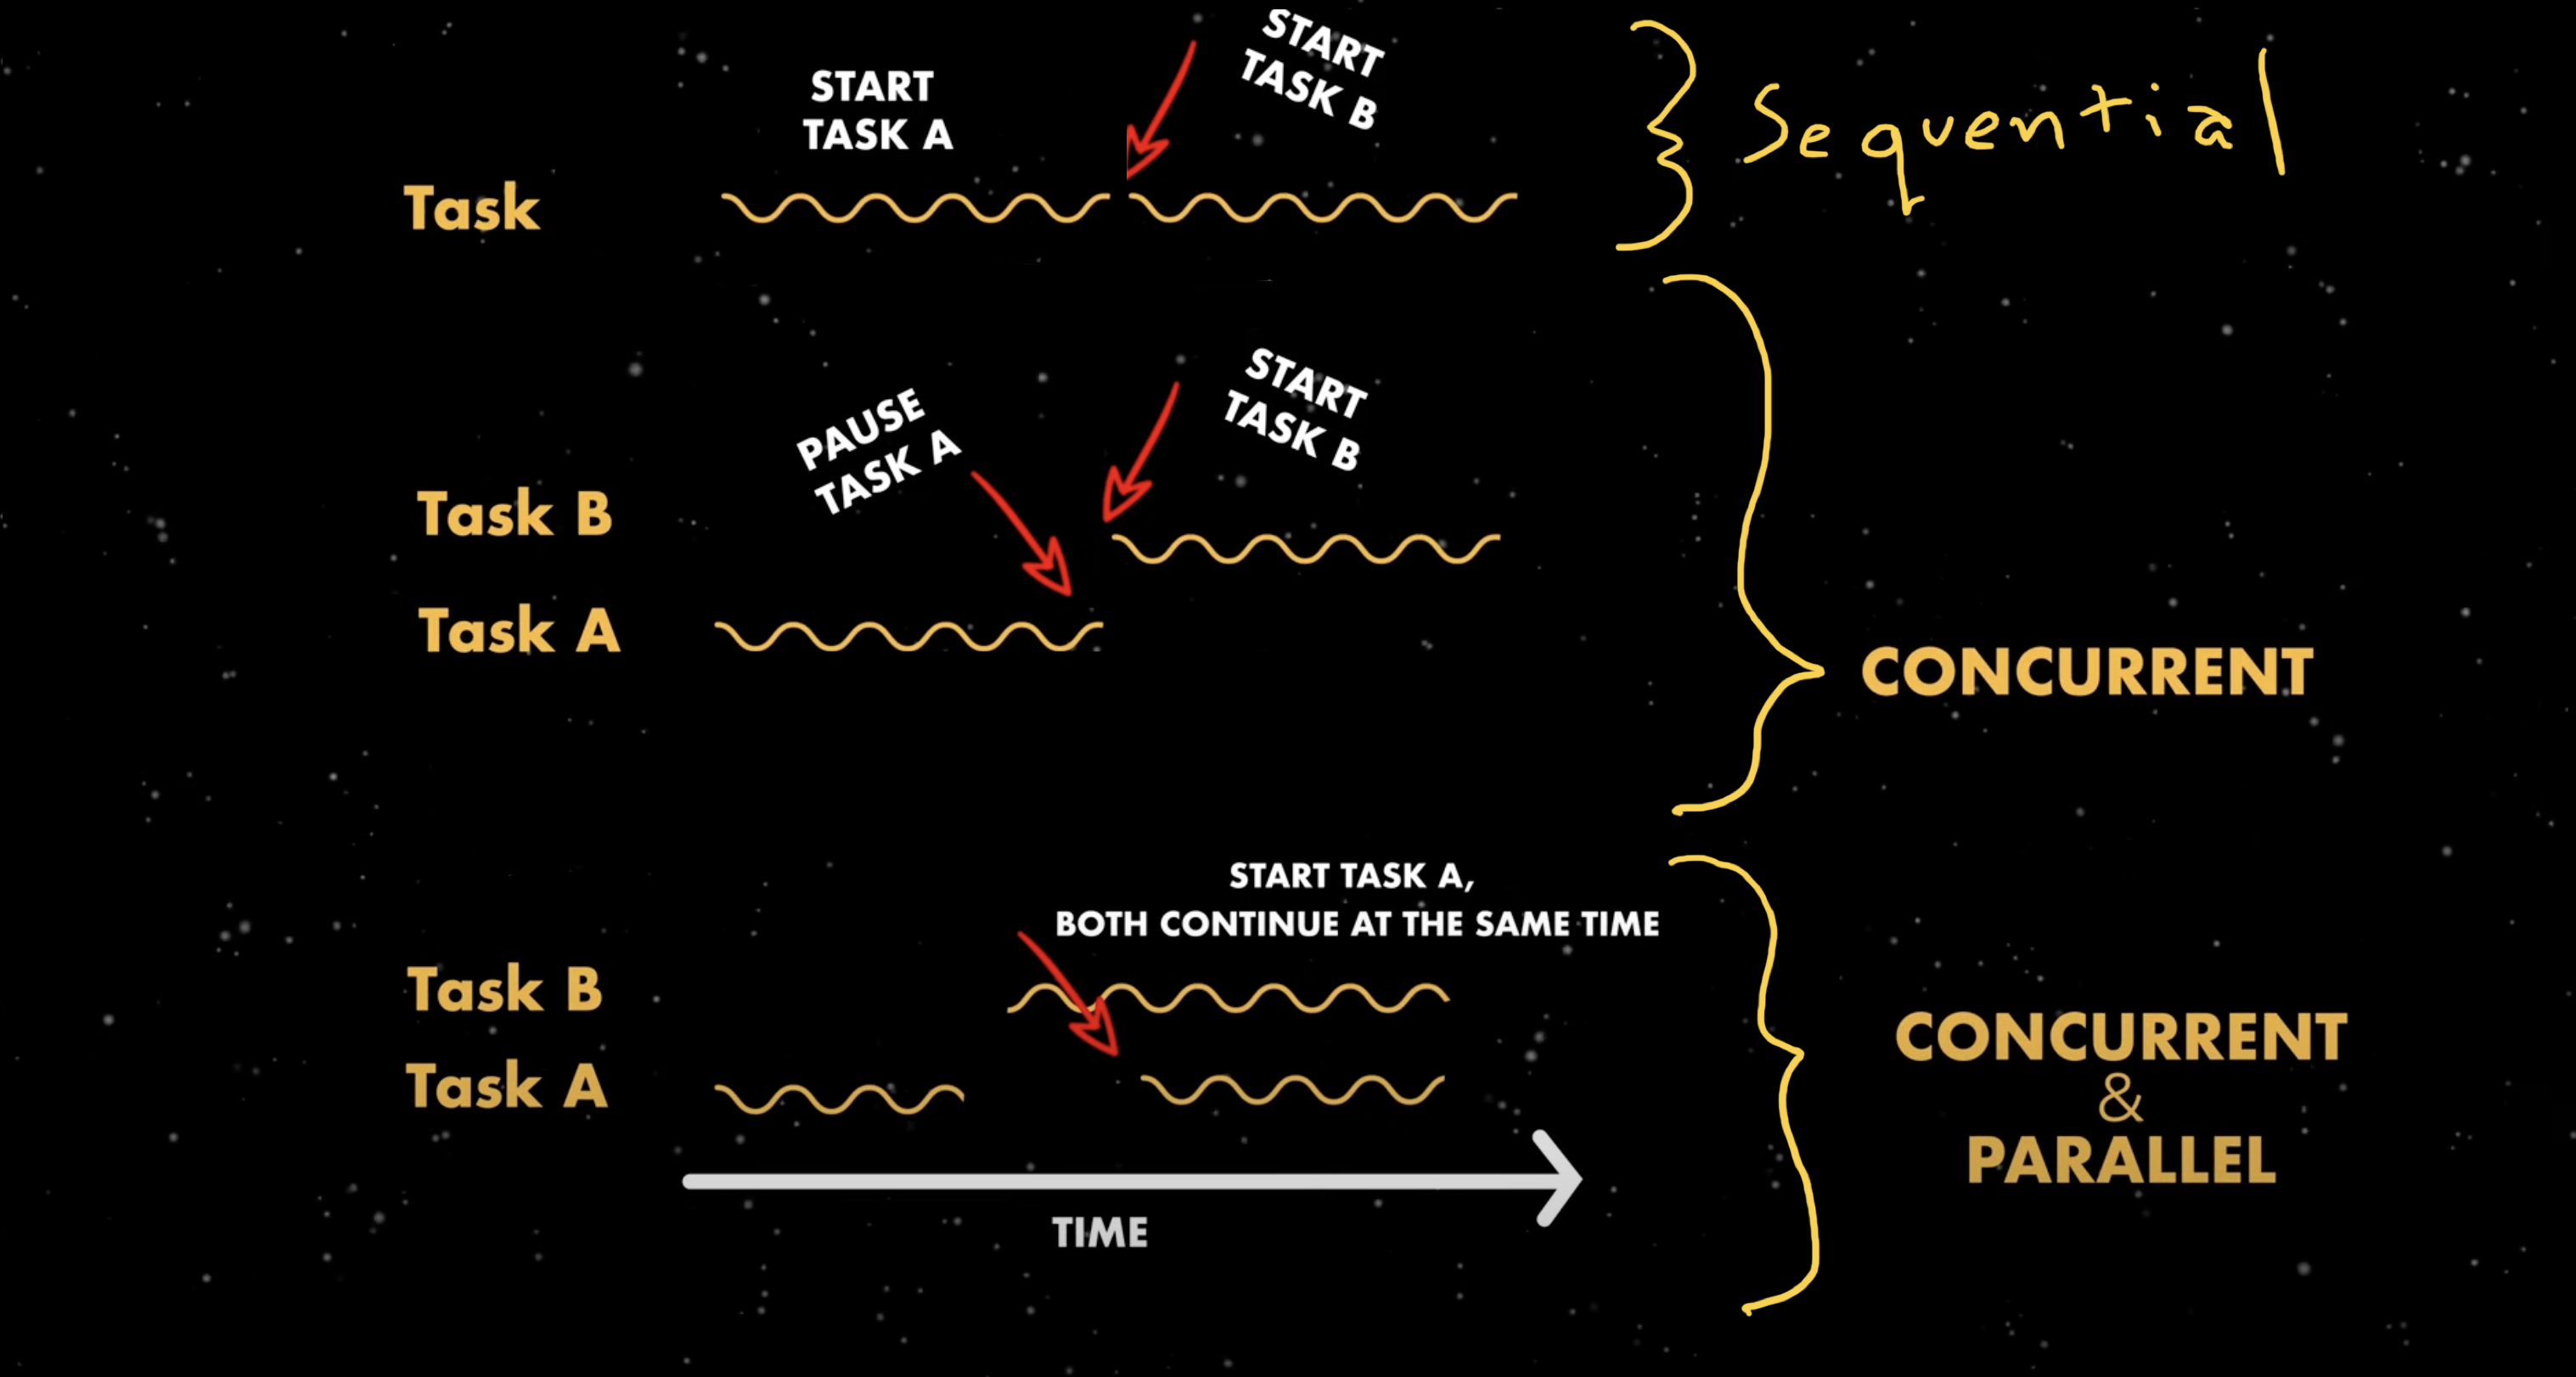 START
TASK A
START
TASK B
Task
Sequential
PAUSE
TASK A
START
TASK B
Task B
Task A
CONCURRENT
START TASK A,
BOTH CONTINUE AT THE SAME TIME
Task B
Task A
CONCURRENT
&
PARALLEL
TIME